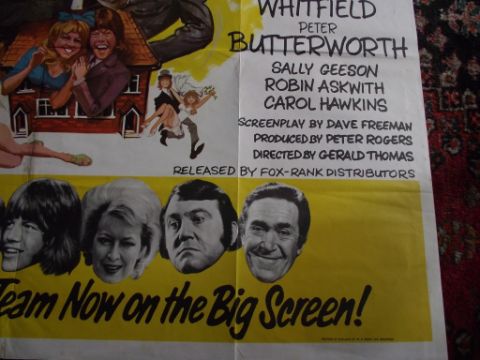 WHITFIELD
PETER
BUTTERWORTH
SALLY GEESON
ROBIN ASKWITH
CAROL HAWKINS
SCREENPLAY BY DAVE FREEMAN
PRODUCED BY PETER ROGERS
DIRECTED BY GERALD THOMAS
RELEASED BY FOX-RANK DISTRIBUTORS
Team Now on the Big Screen!